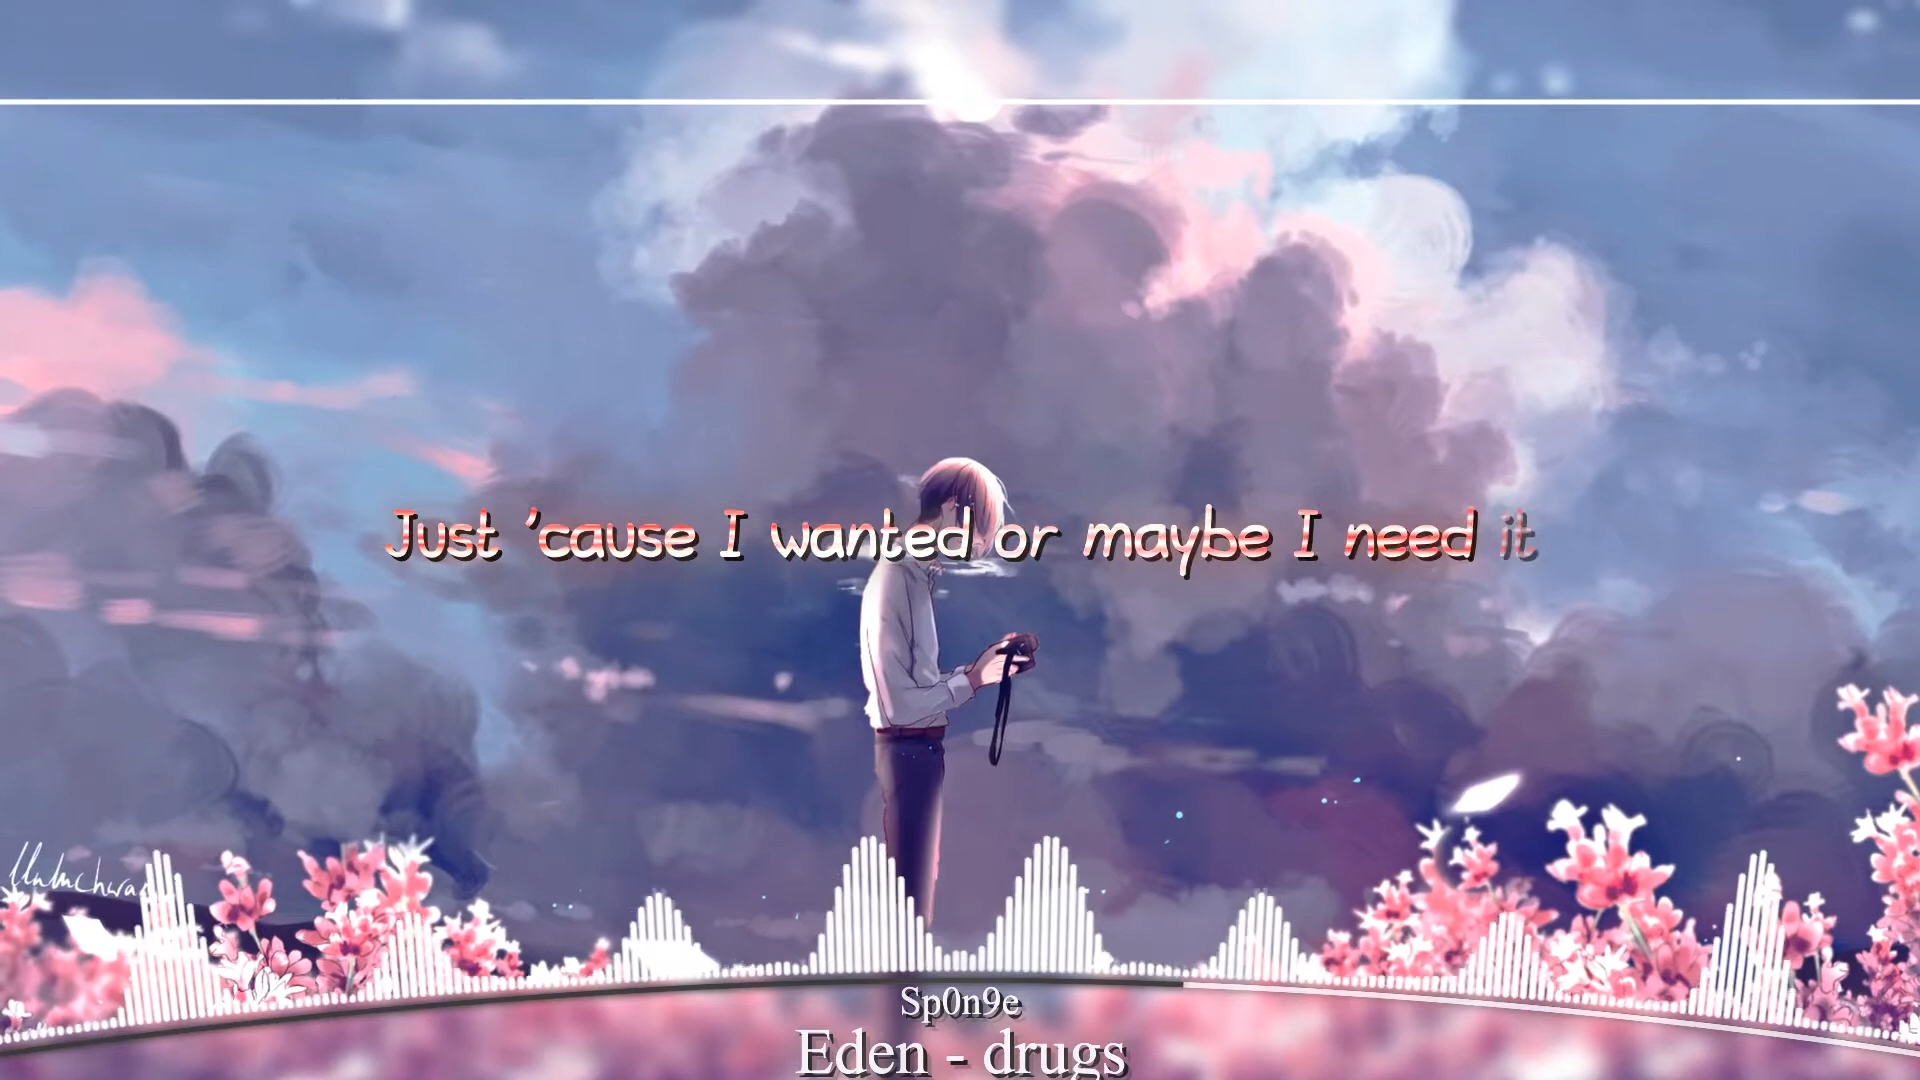 Just 'cause I wanted or maybe I need it
Sp0n9e
Eden - drugs